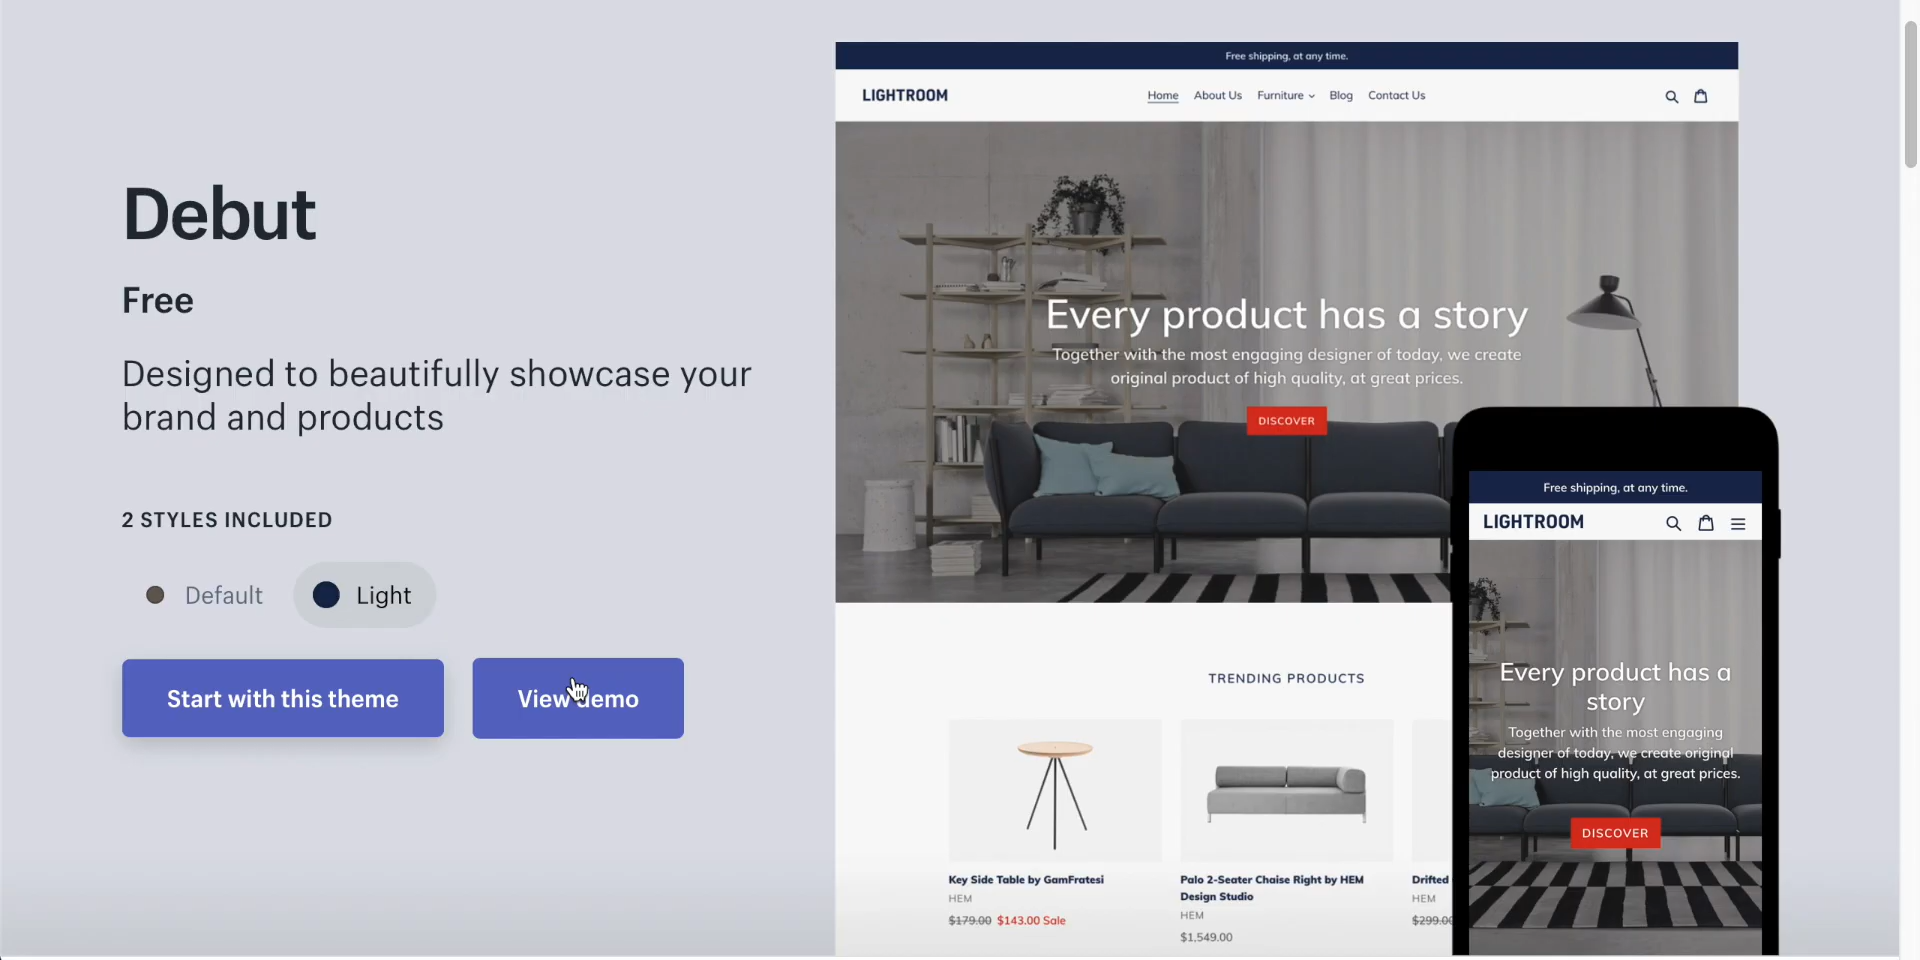 Debut
Free
Designed to beautifully showcase your
brand and products
2 STYLES INCLUDED
Default
Light
Start with this theme
View demo
Free shipping, at any time.
LIGHTROOM
Home About Us Furniture Blog Contact Us
Every product has a story
Together with the most engaging designer of today, we create
original product of high quality, at great prices.
DISCOVER
TRENDING PRODUCTS
Key Side Table by GamFratesi
HEM
$179.00 $143.00 Sale
Palo 2-Seater Chaise Right by HEM
Design Studio
HEM
$1,549.00
Drifted
HEM
$299.00
Free shipping, at any time.
LIGHTROOM
Every product has a
story
Together with the most engaging
designer of today, we create original
product of high quality, at great prices.
DISCOVER